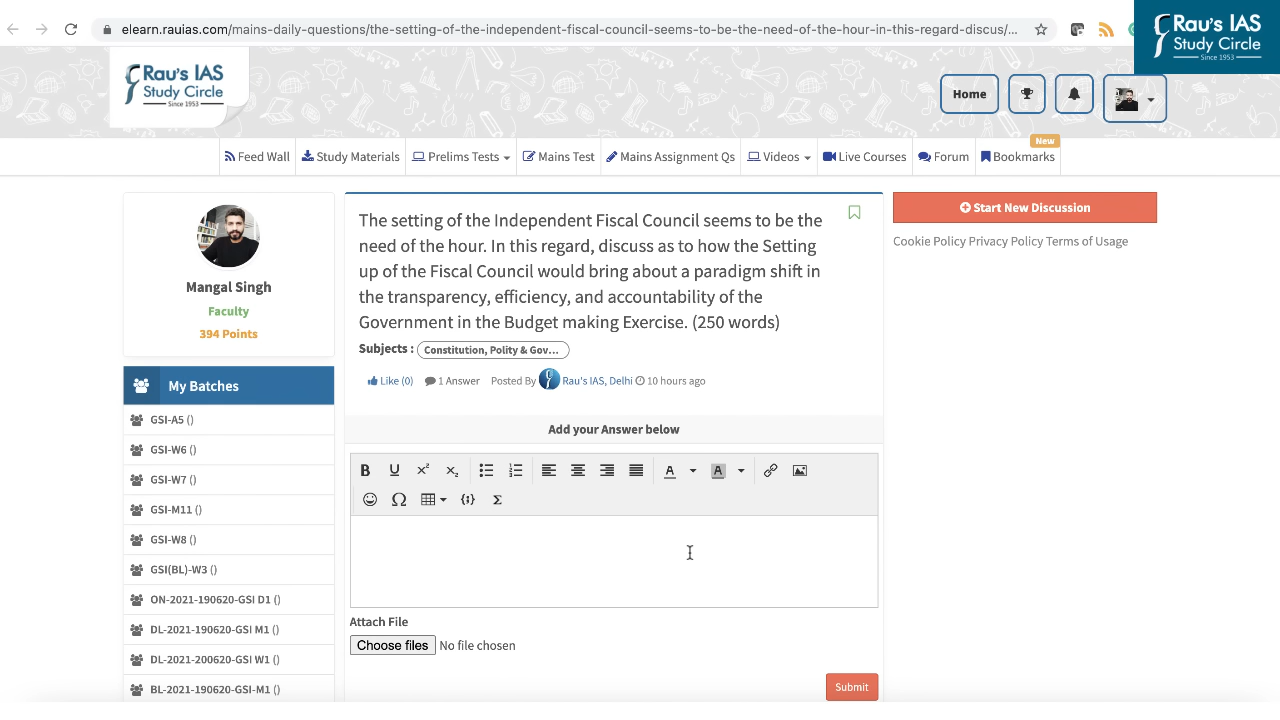 elearn.rauias.com/mains-daily-questions/the-setting-of-the-independent-fiscal-council-seems-to-be-the-need-of-the-hour-in-this-regard-discus/...
Rau's IAS
Study Circle
Since 1953
Rau's IAS
Study Circle
Since 1953
Home
New
Feed Wall
Study Materials
Prelims Tests
Mains Test
Mains Assignment Qs
Videos
Live Courses
Forum
Bookmarks
Mangal Singh
Faculty
394 Points
My Batches
GSI-A5 ()
GSI-W6 ()
GSI-W7 ()
GSI-M11 ()
GSI-W8 ()
GSI(BL)-W3 ()
ON-2021-190620-GSI D1 ()
DL-2021-190620-GSI M1 ()
DL-2021-200620-GSI W1 ()
BL-2021-190620-GSI-M1 ()
The setting of the Independent Fiscal Council seems to be the
need of the hour. In this regard, discuss as to how the Setting
up of the Fiscal Council would bring about a paradigm shift in
the transparency, efficiency, and accountability of the
Government in the Budget making Exercise. (250 words)
Subjects : Constitution, Polity & Gov...
Like (0) 1 Answer Posted By Rau's IAS, Delhi 10 hours ago
Add your Answer below
B U x² x₂ A A
Ω {i} Σ
Attach File
Choose files No file chosen
Submit
Start New Discussion
Cookie Policy Privacy Policy Terms of Usage